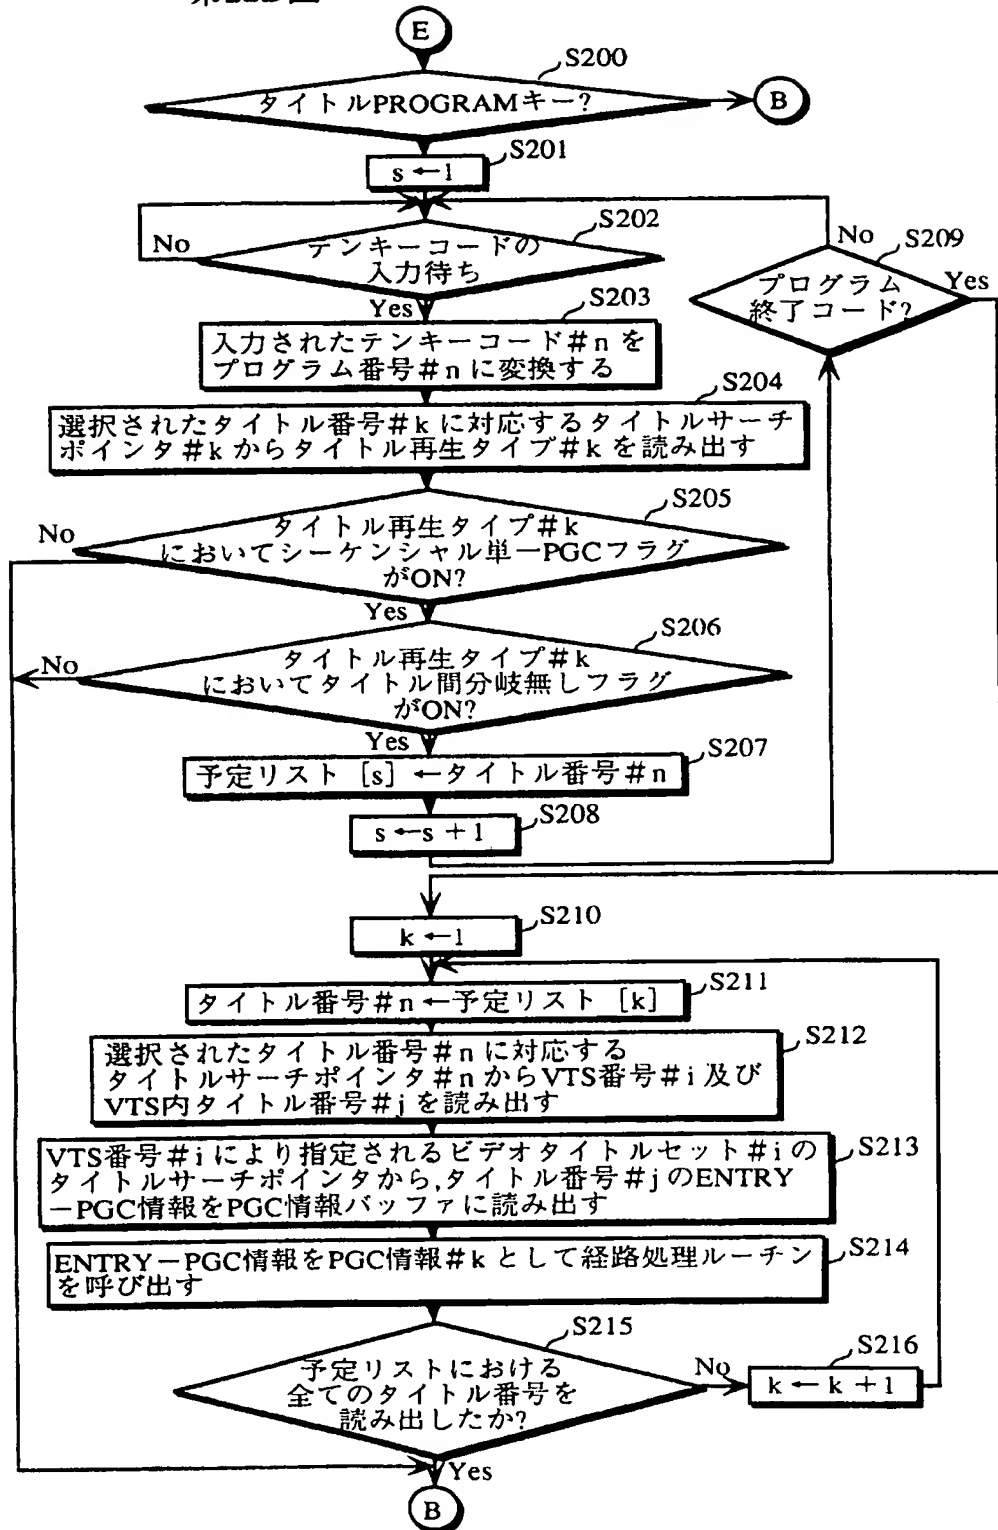 E
S200
タイトルPROGRAMキー?
B
S201
s←1
S202
No
テンキーコードの
入力待ち
Yes
No
S209
プログラム
終了コード?
Yes
S203
入力されたテンキーコード#nを
プログラム番号#nに変換する
S204
選択されたタイトル番号#kに対応するタイトルサーチ
ポインタ#kからタイトル再生タイプ#kを読み出す
S205
No
タイトル再生タイプ#k
においてシーケンシャル単一PGCフラグ
がON?
Yes
S206
No
タイトル再生タイプ#k
においてタイトル間分岐無しフラグ
がON?
Yes
S207
予定リスト [s] ←タイトル番号#n
S208
s←s+1
S210
k←1
S211
タイトル番号#n←予定リスト [k]
S212
選択されたタイトル番号#nに対応する
タイトルサーチポインタ#nからVTS番号#i及び
VTS内タイトル番号#jを読み出す
S213
VTS番号#iにより指定されるビデオタイトルセット#iの
タイトルサーチポインタから,タイトル番号#jのENTRY
-PGC情報をPGC情報バッファに読み出す
S214
ENTRY-PGC情報をPGC情報#kとして経路処理ルーチン
を呼び出す
S215
予定リストにおける
全てのタイトル番号を
読み出したか?
No
S216
k←k+1
Yes
B